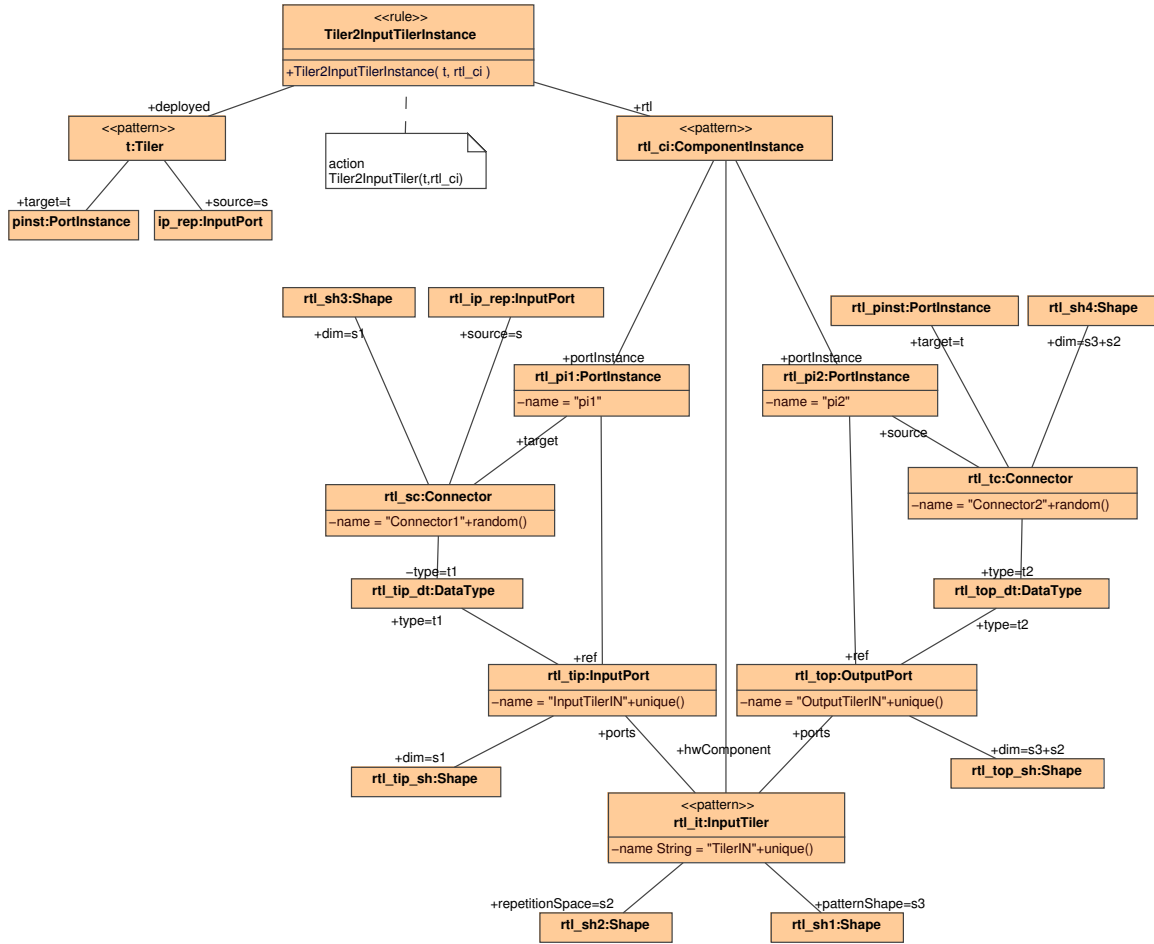 <<rule>>
Tiler2InputTilerInstance
+Tiler2InputTilerInstance( t, rtl_ci )
+deployed
+rtl
<<pattern>>
t:Tiler
action
Tiler2InputTiler(t,rtl_ci)
<<pattern>>
rtl_ci:ComponentInstance
+target=t
+source=s
pinst:PortInstance
ip_rep:InputPort
rtl_sh3:Shape
rtl_ip_rep:InputPort
rtl_pinst:PortInstance
rtl_sh4:Shape
+dim=s1
+source=s
+target=t
+dim=s3+s2
+portInstance
+portInstance
rtl_pi1:PortInstance
−name = "pi1"
rtl_pi2:PortInstance
−name = "pi2"
+target
+source
rtl_sc:Connector
−name = "Connector1"+random()
rtl_tc:Connector
−name = "Connector2"+random()
−type=t1
+type=t2
rtl_tip_dt:DataType
rtl_top_dt:DataType
+type=t1
+type=t2
+ref
+ref
rtl_tip:InputPort
−name = "InputTilerIN"+unique()
rtl_top:OutputPort
−name = "OutputTilerIN"+unique()
+ports
+hwComponent
+ports
+dim=s1
+dim=s3+s2
rtl_tip_sh:Shape
rtl_top_sh:Shape
<<pattern>>
rtl_it:InputTiler
−name String = "TilerIN"+unique()
+repetitionSpace=s2
+patternShape=s3
rtl_sh2:Shape
rtl_sh1:Shape